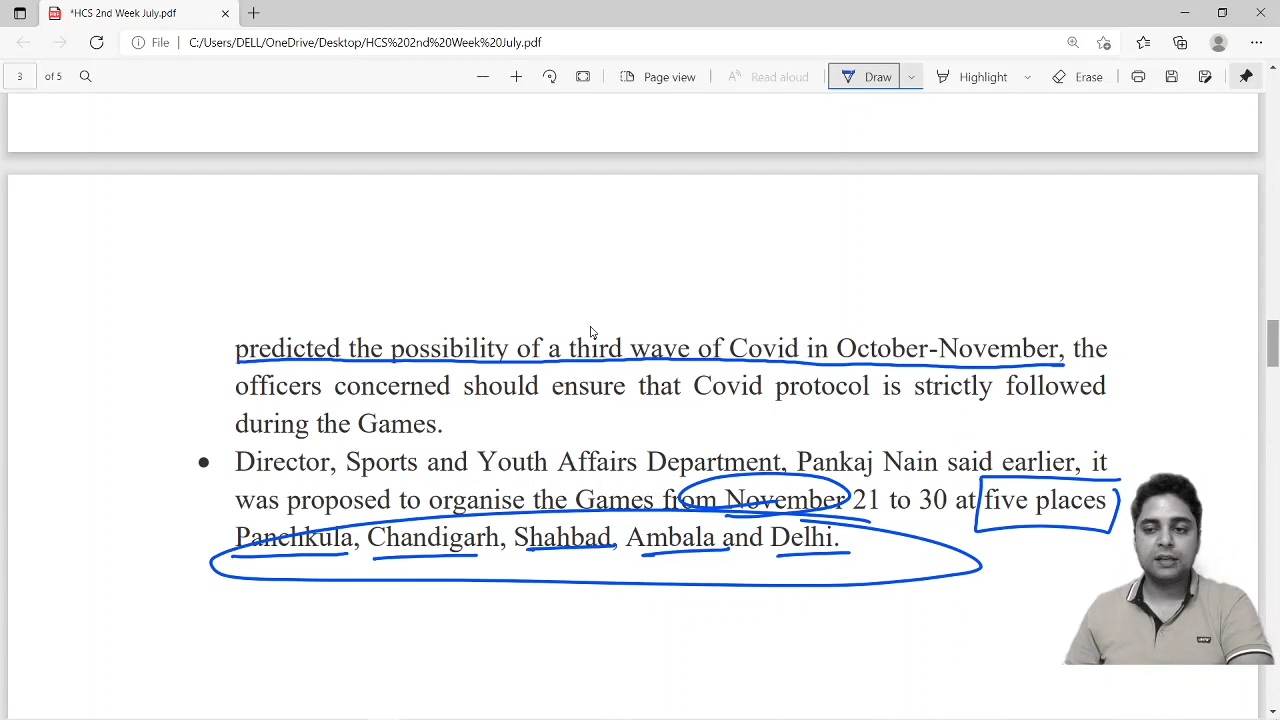 *HCS 2nd Week July.pdf
File
C:/Users/DELL/OneDrive/Desktop/HCS%202nd%20Week%20July.pdf
3 of 5
Page view
Read aloud
Draw
Highlight
Erase
predicted the possibility of a third wave of Covid in October-November, the
officers concerned should ensure that Covid protocol is strictly followed
during the Games.
• Director, Sports and Youth Affairs Department, Pankaj Nain said earlier, it
was proposed to organise the Games from November 21 to 30 at five places
Panchkula, Chandigarh, Shahbad, Ambala and Delhi.